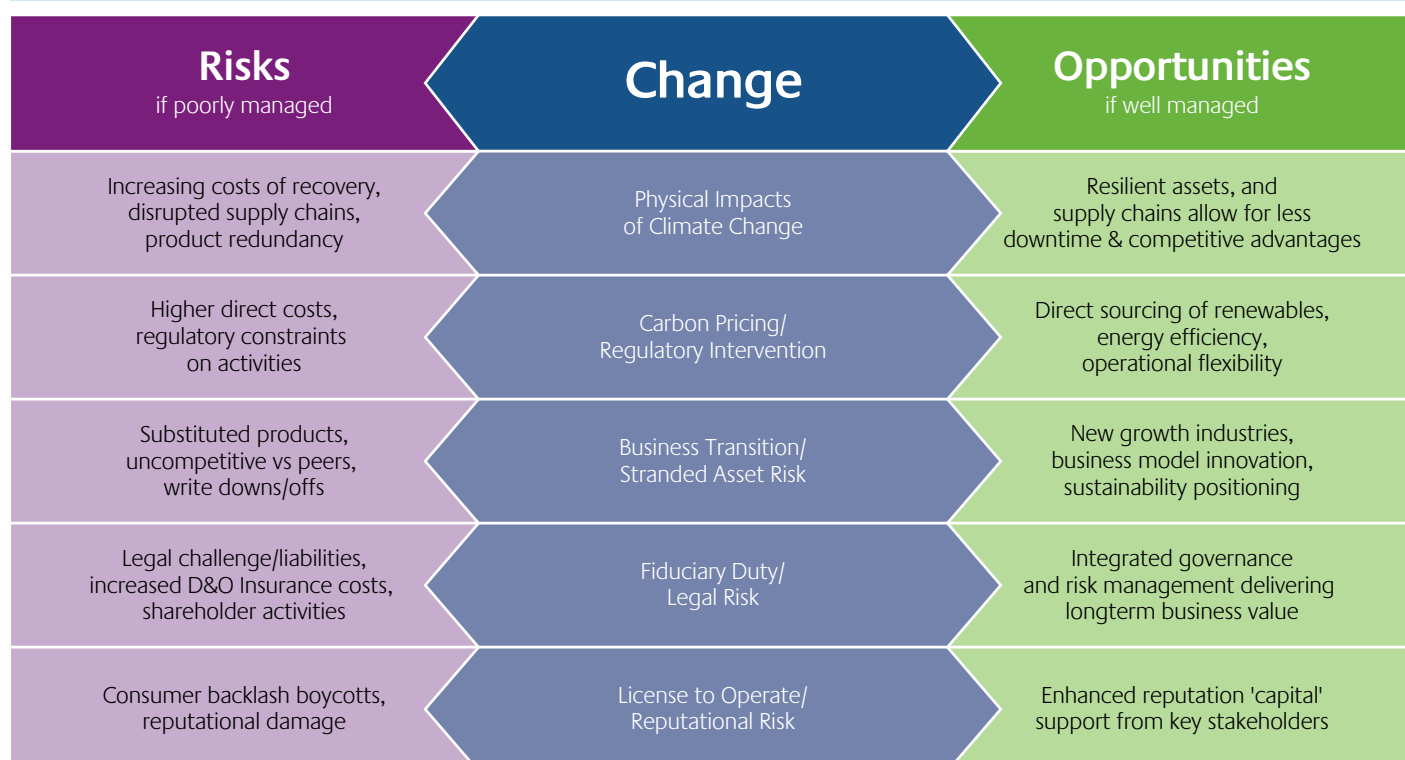 Risks
if poorly managed
Change
Opportunities
if well managed
Increasing costs of recovery,
disrupted supply chains,
product redundancy
Physical Impacts
of Climate Change
Resilient assets, and
supply chains allow for less
downtime & competitive advantages
Higher direct costs,
regulatory constraints
on activities
Carbon Pricing/
Regulatory Intervention
Direct sourcing of renewables,
energy efficiency,
operational flexibility
Substituted products,
uncompetitive vs peers,
write downs/offs
Business Transition/
Stranded Asset Risk
New growth industries,
business model innovation,
sustainability positioning
Legal challenge/liabilities,
increased D&O Insurance costs,
shareholder activities
Fiduciary Duty/
Legal Risk
Integrated governance
and risk management delivering
longterm business value
Consumer backlash boycotts,
reputational damage
License to Operate/
Reputational Risk
Enhanced reputation 'capital'
support from key stakeholders